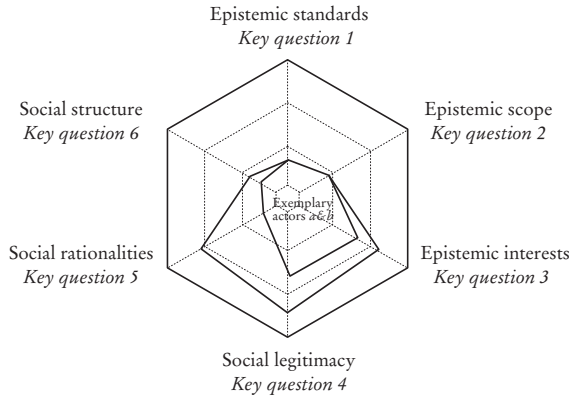 Epistemic standards
Key question 1
Social structure
Key question 6
Epistemic scope
Key question 2
Exemplary
actors a&b
Social rationalities
Key question 5
Epistemic interests
Key question 3
Social legitimacy
Key question 4